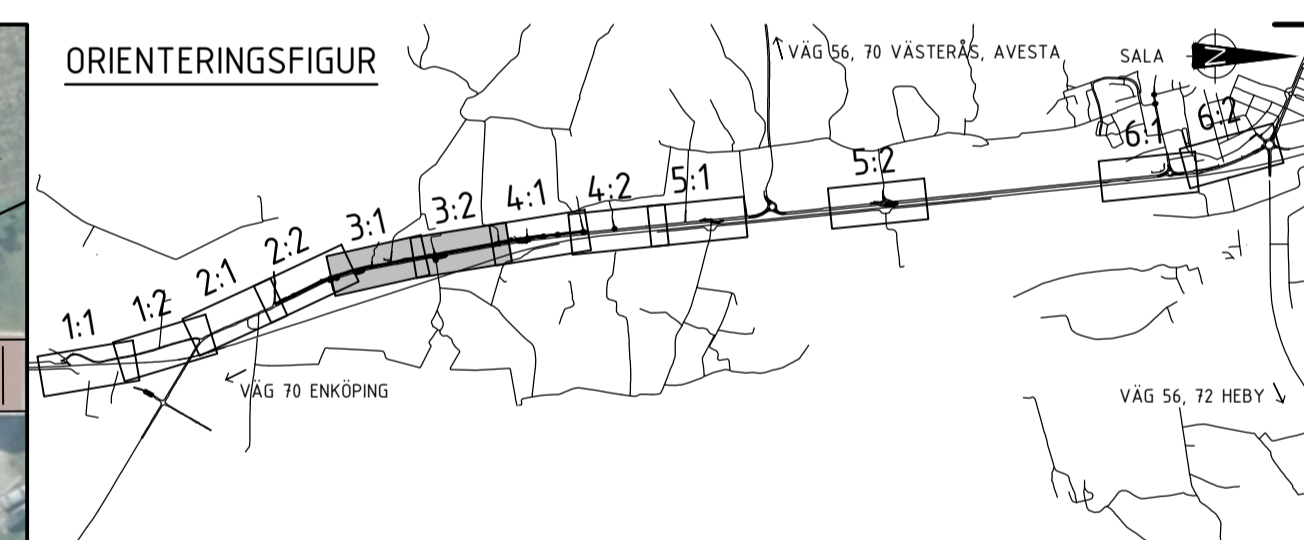 ORIENTERINGSFIGUR
VÄG 56, 70 VÄSTERÅS, AVESTA
SALA
N
6:1
6:2
5:2
5:1
4:2
4:1
3:2
3:1
2:2
2:1
1:2
1:1
VÄG 70 ENKÖPING
VÄG 56, 72 HEBY